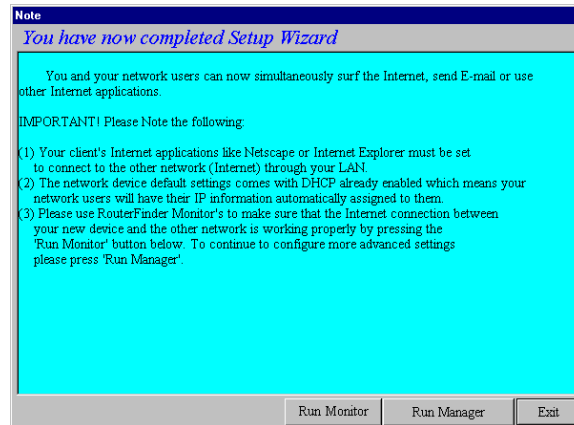 Note
You have now completed Setup Wizard
You and your network users can now simultaneously surf the Internet, send E-mail or use
other Internet applications.
IMPORTANT! Please Note the following:
(1) Your client's Internet applications like Netscape or Internet Explorer must be set
to connect to the other network (Internet) through your LAN.
(2) The network device default settings comes with DHCP already enabled which means your
network users will have their IP information automatically assigned to them.
(3) Please use RouterFinder Monitor's to make sure that the Internet connection between
your new device and the other network is working properly by pressing the
'Run Monitor' button below. To continue to configure more advanced settings
please press 'Run Manager'.
Run Monitor Run Manager Exit